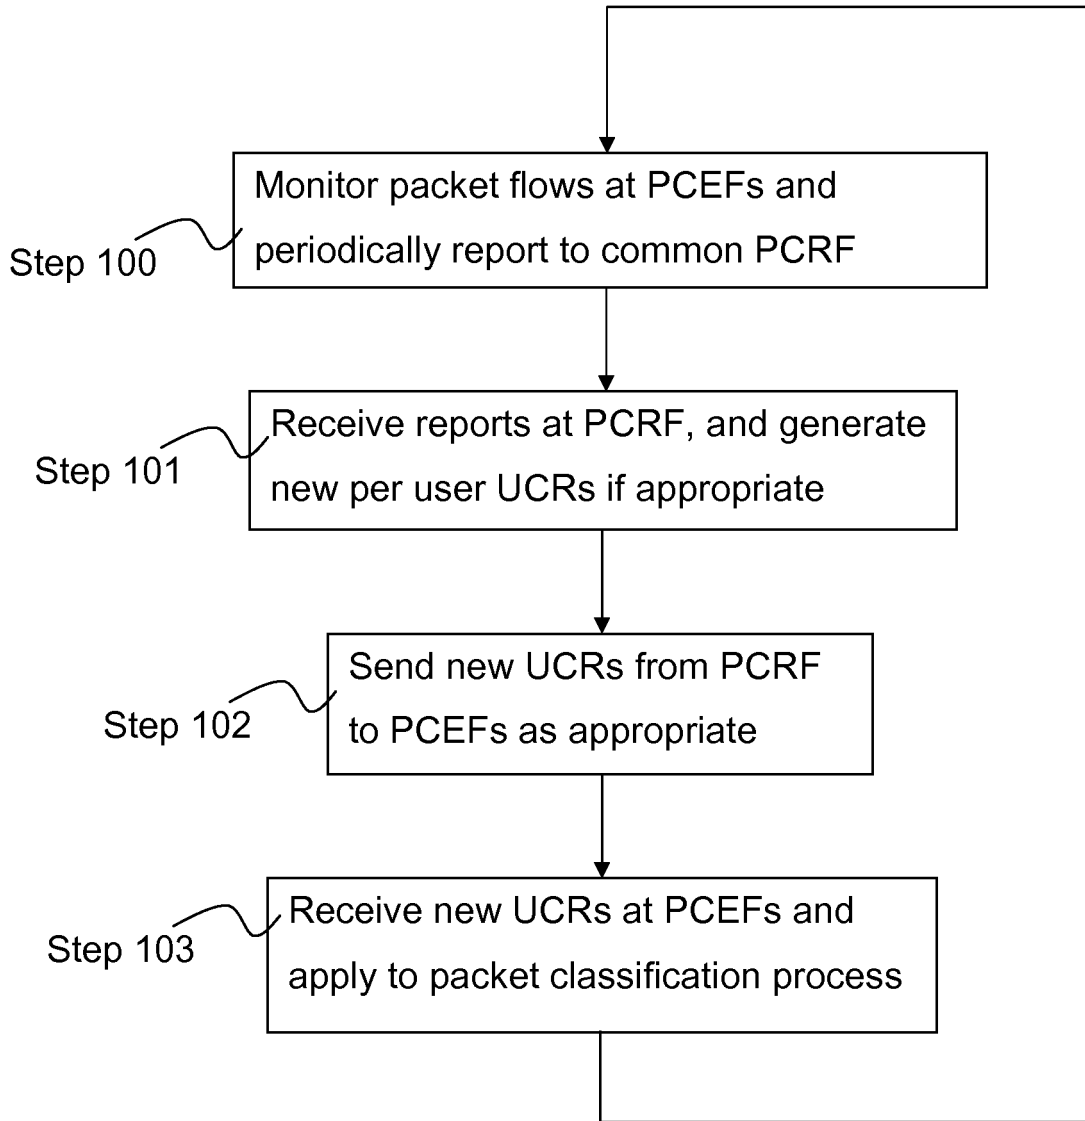 Monitor packet flows at PCEFs and
periodically report to common PCRF
Step 100
Receive reports at PCRF, and generate
new per user UCRs if appropriate
Step 101
Send new UCRs from PCRF
to PCEFs as appropriate
Step 102
Receive new UCRs at PCEFs and
apply to packet classification process
Step 103